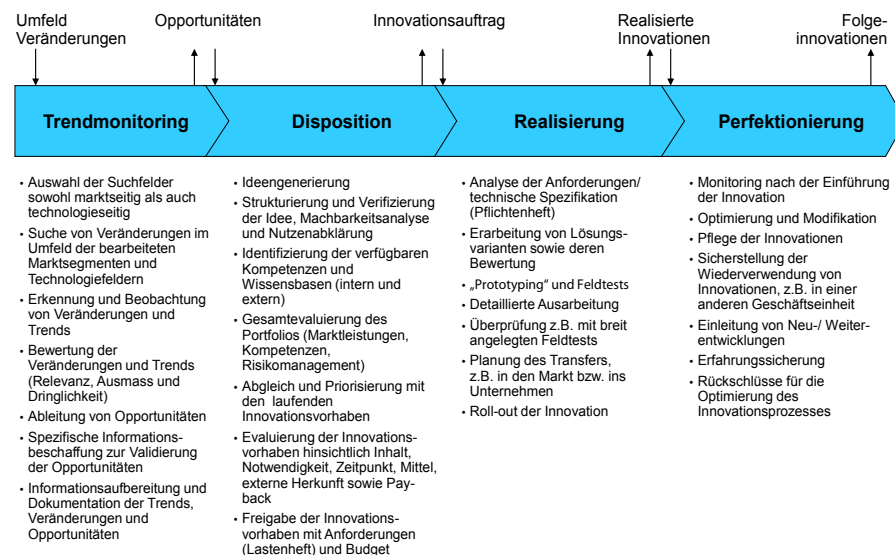 Umfeld
Veränderungen
Opportunitäten
Innovationsauftrag
Realisierte
Innovationen
Folge-
innovationen
Trendmonitoring
Disposition
Realisierung
Perfektionierung
• Auswahl der Suchfelder
sowohl marktseitig als auch
technologieseitig
• Suche von Veränderungen im
Umfeld der bearbeiteten
Marktsegmenten und
Technologiefeldern
• Erkennung und Beobachtung
von Veränderungen und
Trends
• Bewertung der
Veränderungen und Trends
(Relevanz, Ausmass und
Dringlichkeit)
• Ableitung von Opportunitäten
• Spezifische Informations-
beschaffung zur Validierung
der Opportunitäten
• Informationsaufbereitung und
Dokumentation der Trends,
Veränderungen und
Opportunitäten
• Ideengenerierung
• Strukturierung und Verifizierung
der Idee, Machbarkeitsanalyse
und Nutzenabklärung
• Identifizierung der verfügbaren
Kompetenzen und
Wissensbasen (intern und
extern)
• Gesamtevaluierung des
Portfolios (Marktleistungen,
Kompetenzen,
Risikomanagement)
• Abgleich und Priorisierung mit
den laufenden
Innovationsvorhaben
• Evaluierung der Innovations-
vorhaben hinsichtlich Inhalt,
Notwendigkeit, Zeitpunkt, Mittel,
externe Herkunft sowie Pay-
back
• Freigabe der Innovations-
vorhaben mit Anforderungen
(Lastenheft) und Budget
• Analyse der Anforderungen/
technische Spezifikation
(Pflichtenheft)
• Erarbeitung von Lösungs-
varianten sowie deren
Bewertung
• „Prototyping" und Feldtests
• Detaillierte Ausarbeitung
• Überprüfung z.B. mit breit
angelegten Feldtests
• Planung des Transfers,
z.B. in den Markt bzw. ins
Unternehmen
• Roll-out der Innovation
• Monitoring nach der Einführung
der Innovation
• Optimierung und Modifikation
• Pflege der Innovationen
• Sicherstellung der
Wiederverwendung von
Innovationen, z.B. in einer
anderen Geschäftseinheit
• Einleitung von Neu-/ Weiter-
entwicklungen
• Erfahrungssicherung
• Rückschlüsse für die
Optimierung des
Innovationsprozesses